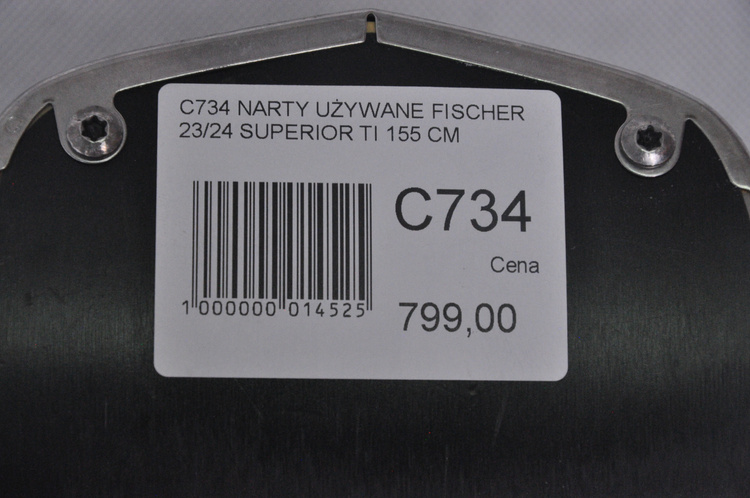 C734 NARTY UŻYWANE FISCHER
23/24 SUPERIOR TI 155 CM
C734
Cena
1 000000 014525
799,00